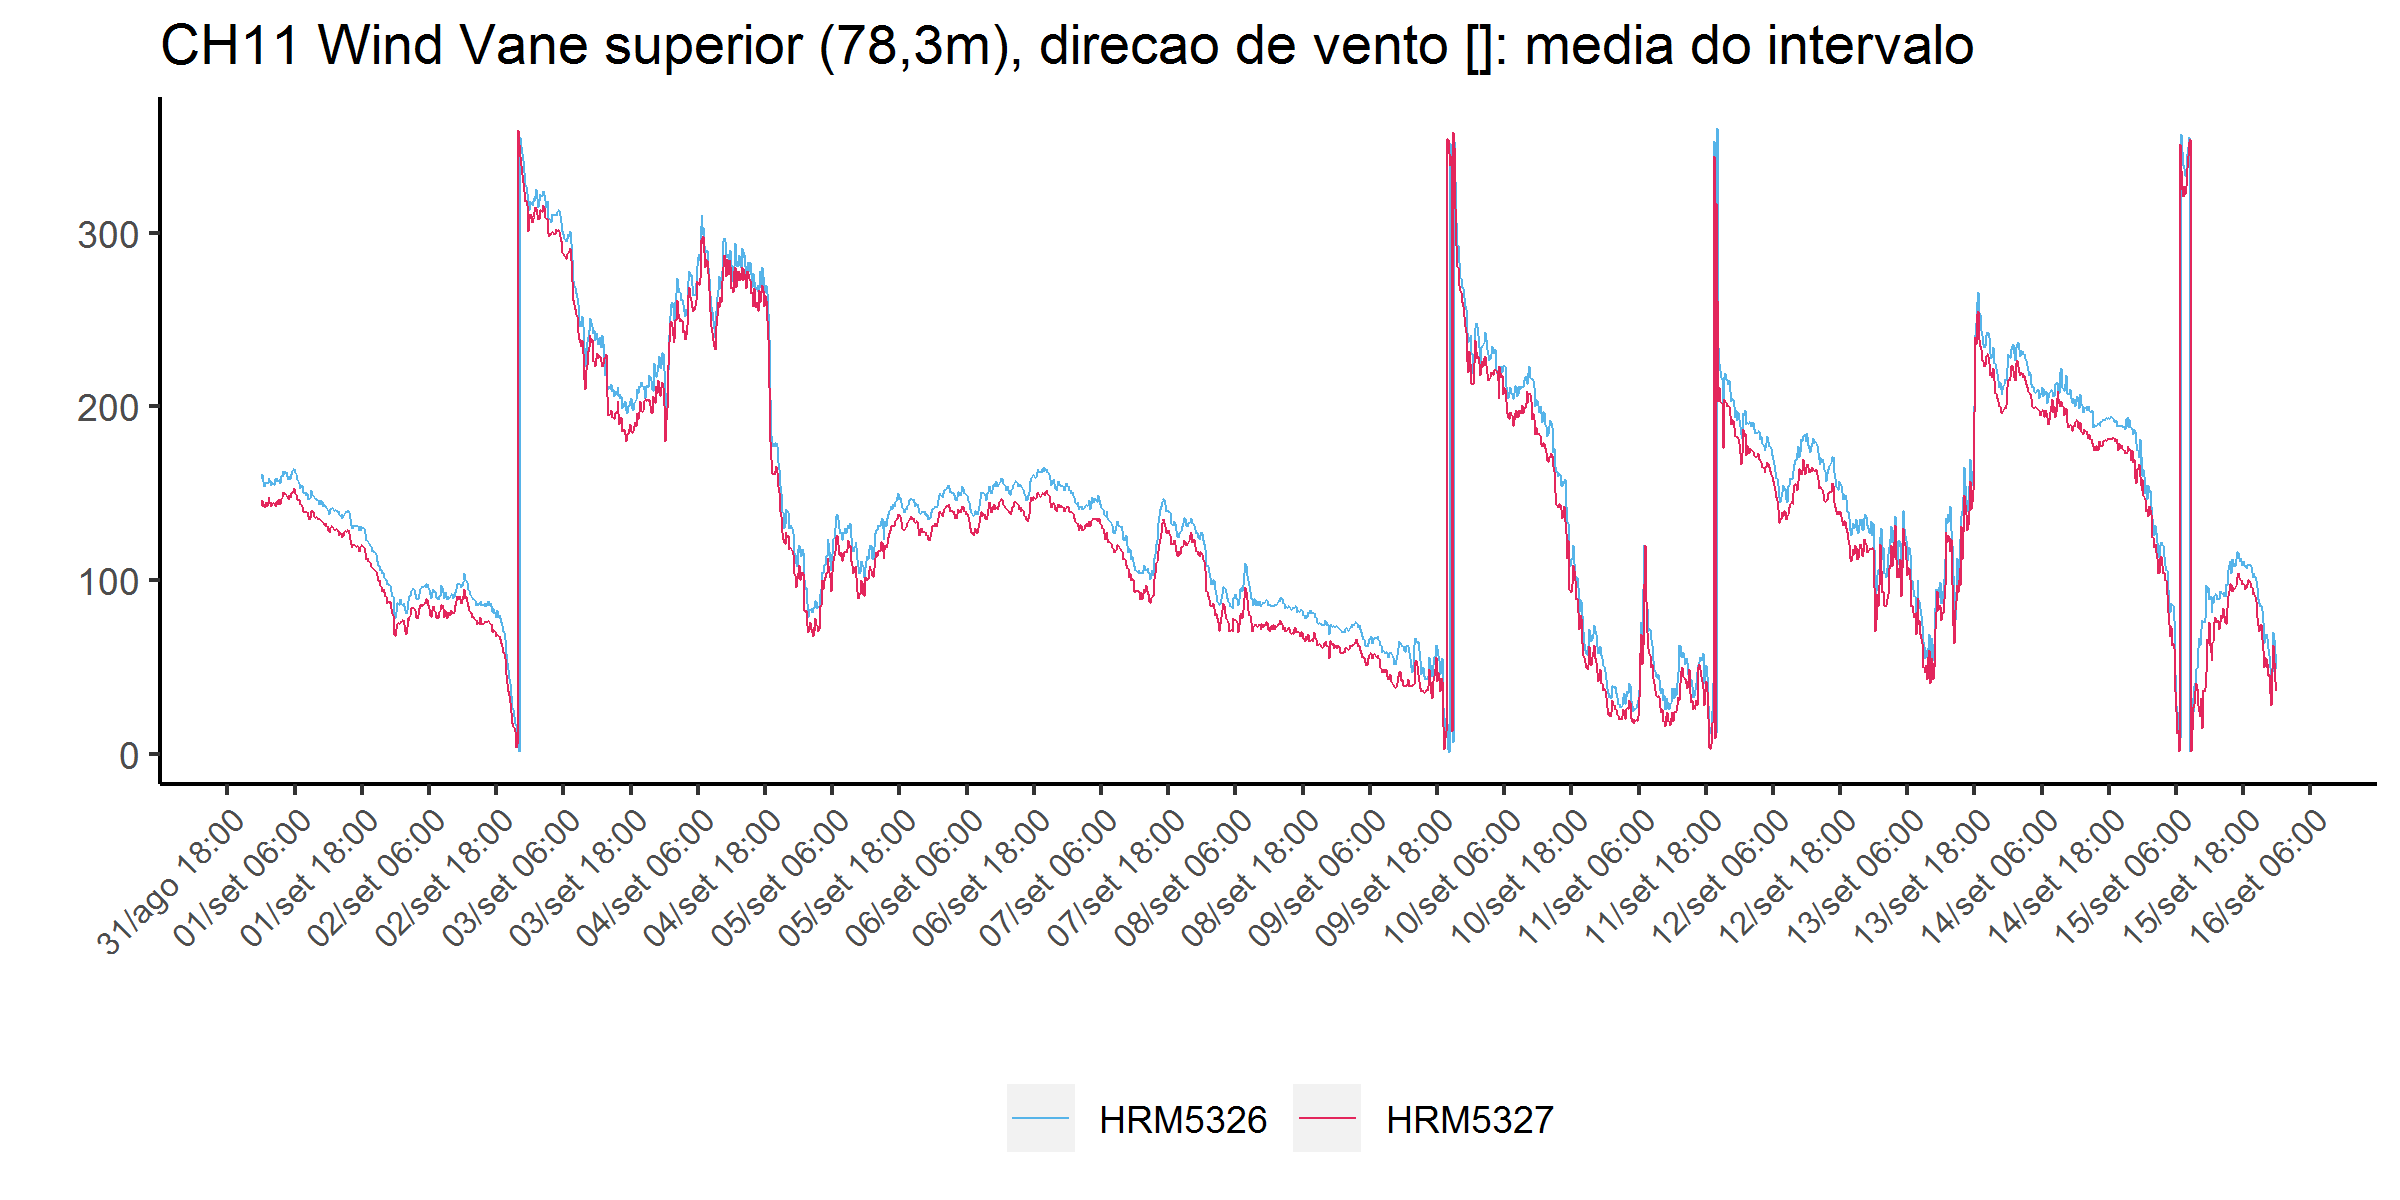 CH11 Wind Vane superior (78,3m), direcao de vento []: media do intervalo
300
200
100
0
31/ago 18:00
01/set 06:00
01/set 18:00
02/set 06:00
02/set 18:00
03/set 06:00
03/set 18:00
04/set 06:00
04/set 18:00
05/set 06:00
05/set 18:00
06/set 06:00
06/set 18:00
07/set 06:00
07/set 18:00
08/set 06:00
08/set 18:00
09/set 06:00
09/set 18:00
10/set 06:00
10/set 18:00
11/set 06:00
11/set 18:00
12/set 06:00
12/set 18:00
13/set 06:00
13/set 18:00
14/set 06:00
14/set 18:00
15/set 06:00
15/set 18:00
16/set 06:00
HRM5326 HRM5327